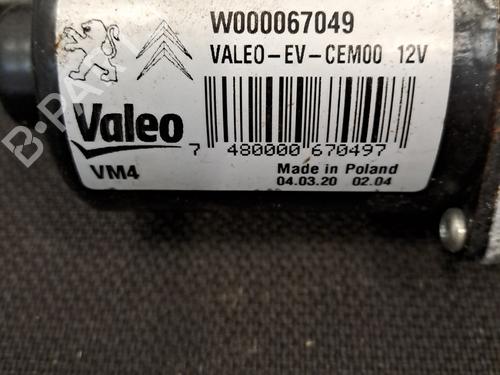 W000067049
VALEO-EV-CEM00 12V
Valeo
7 480000 670497
VM4
Made in Poland
04.03.20 02.04
B-PARTS